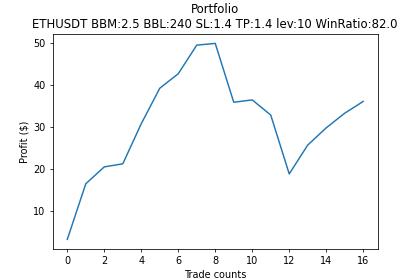 Portfolio
ETHUSDT BBM:2.5 BBL:240 SL:1.4 TP:1.4 lev:10 WinRatio:82.0
50
40
30
20
10
Profit ($)
0 2 4 6 8 10 12 14 16
Trade counts